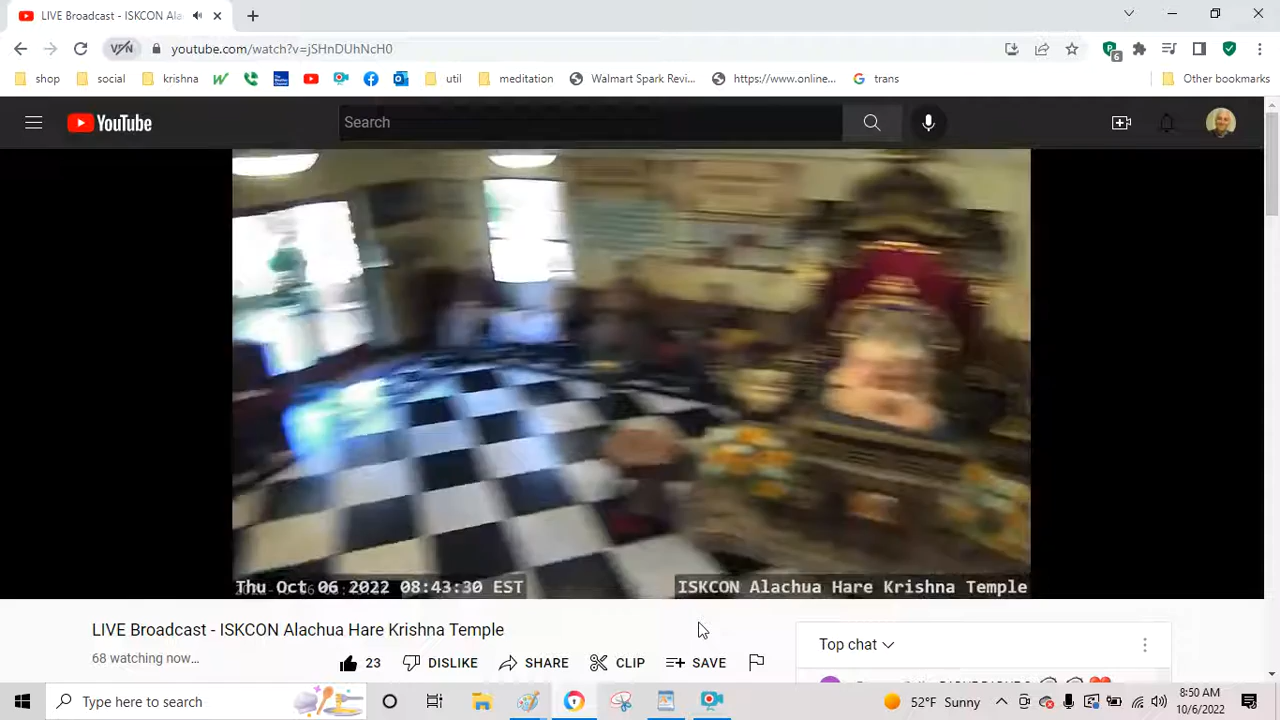 LIVE Broadcast - ISKCON Ala
youtube.com/watch?v=jSHnDUhNcH0
6
shop social krishna util meditation Walmart Spark Revi... https://www.online... trans Other bookmarks
YouTube
Search
Thu Oct 06 2022 08:43:30 EST
ISKCON Alachua Hare Krishna Temple
LIVE Broadcast - ISKCON Alachua Hare Krishna Temple
68 watching now...
23 DISLIKE SHARE CLIP SAVE
Top chat
Type here to search
52°F Sunny
8:50 AM
10/6/2022